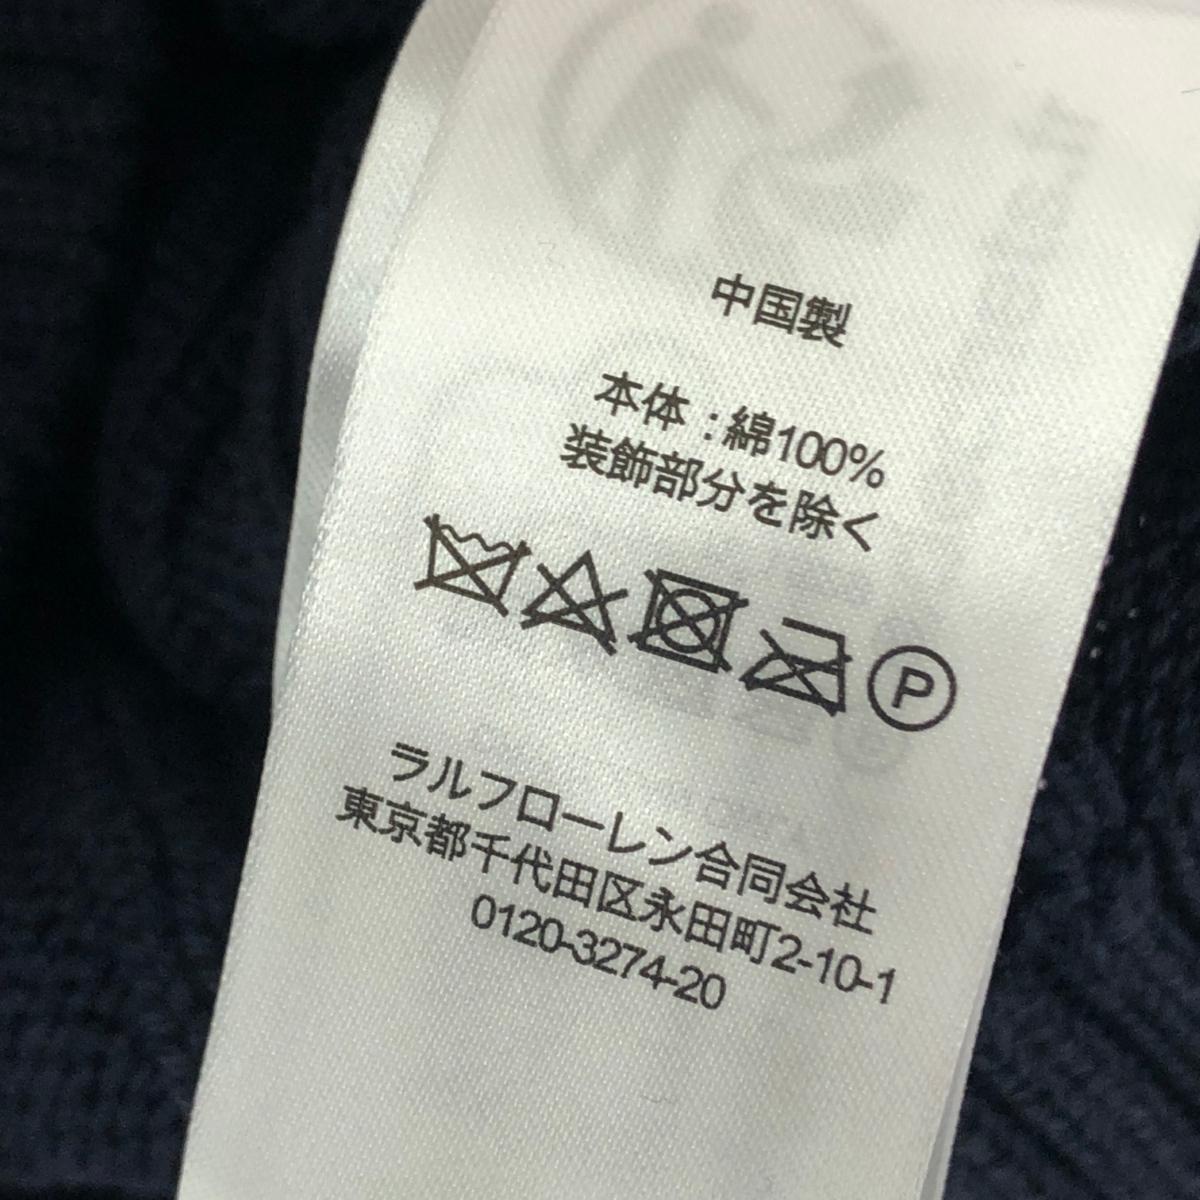 中国製
本体:綿100%
装飾部分を除く
P
ラルフローレン合同会社
東京都千代田区永田町2-10-1
0120-3274-20